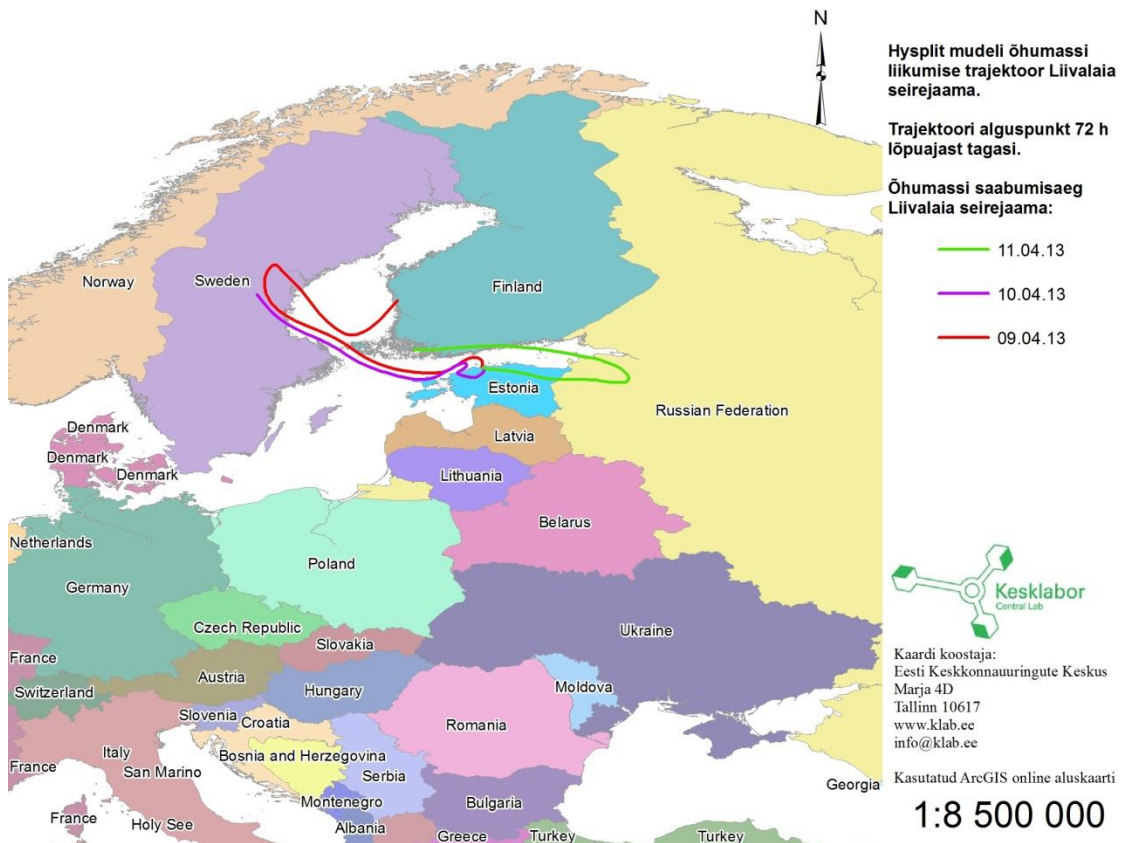 N
Hysplit mudeli õhumassi
liikumise trajektoor Liivalaia
seirejaama.
Trajektoori alguspunkt 72 h
lõpuajast tagasi.
Õhumassi saabumisaeg
Liivalaia seirejaama:
11.04.13
10.04.13
09.04.13
Norway
Sweden
Finland
Estonia
Russian Federation
Denmark
Latvia
Denmark
Denmark
Lithuania
Belarus
Netherlands
Poland
Germany
Czech Republic
Ukraine
Slovakia
France
Austria
Switzerland
Hungary
Moldova
Slovenia
Croatia
Romania
Italy
Bosnia and Herzegovina
France
San Marino
Serbia
Georgia
Montenegro
Bulgaria
France
Holy See
Albania
Greece
Turkey
Turkey
Kesklabor
Central Lab
Kaardi koostaja:
Eesti Keskkonnauuringute Keskus
Marja 4D
Tallinn 10617
www.klab.ee
info@klab.ee
Kasutatud ArcGIS online aluskaarti
1:8 500 000